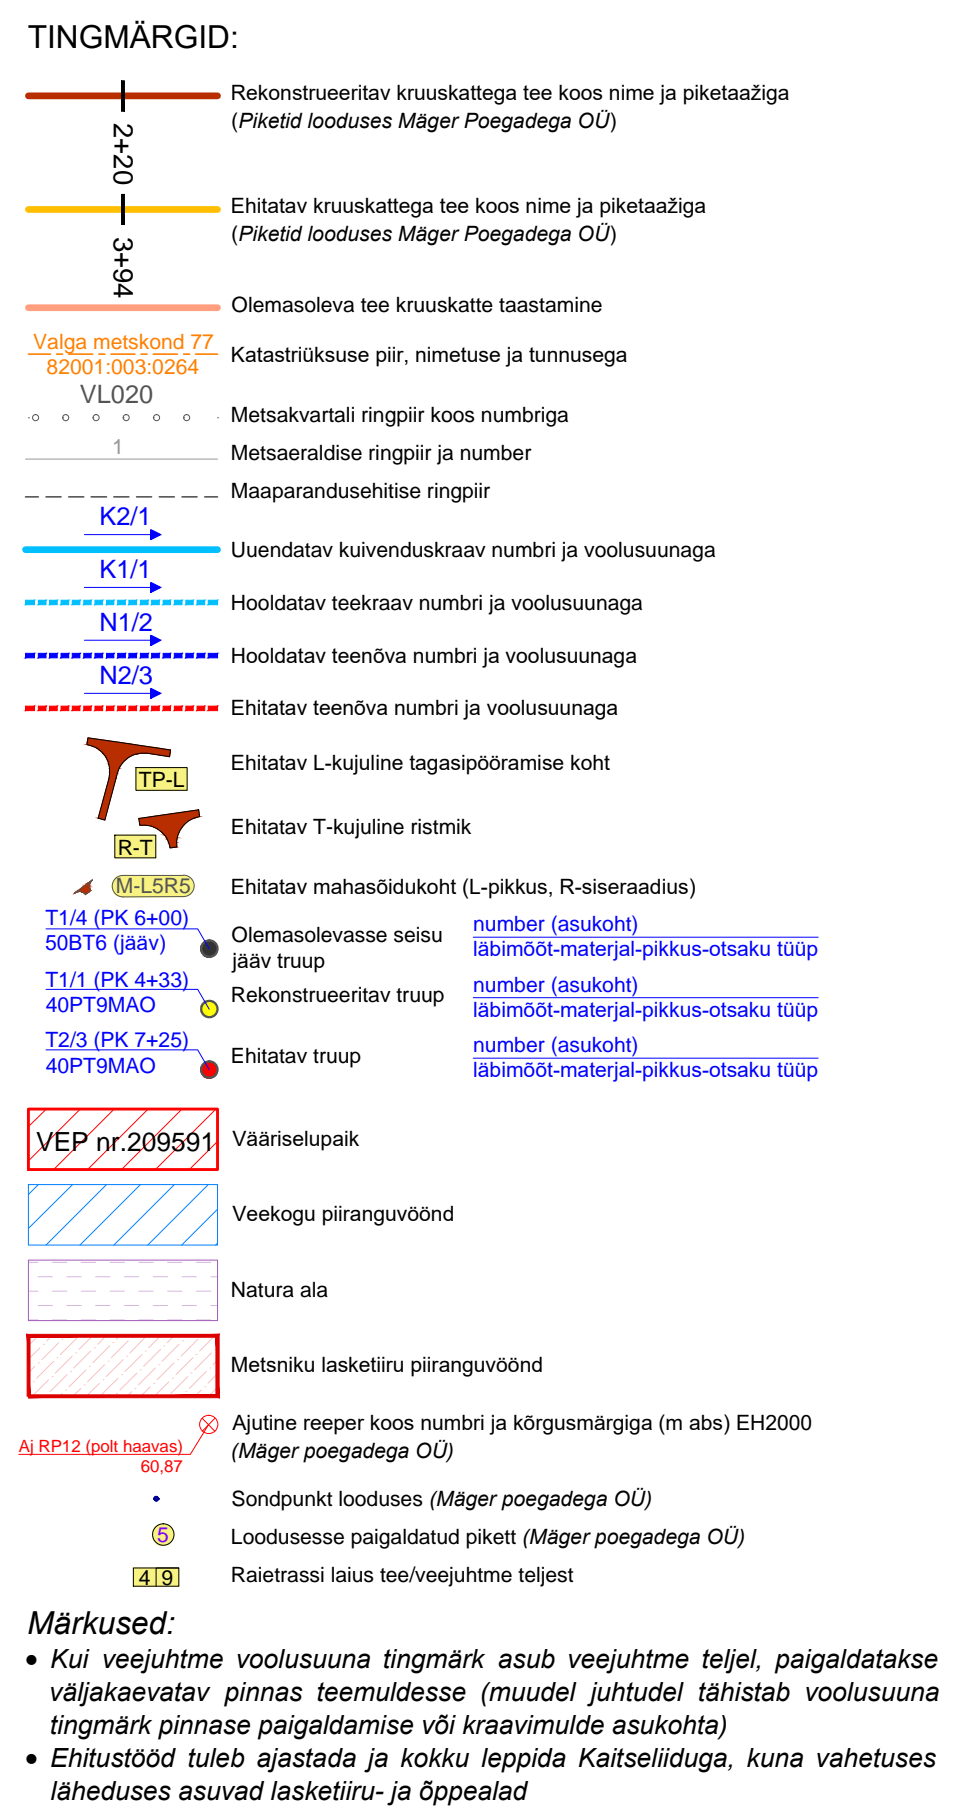 TINGMÄRGID:
Rekonstrueeritav kruuskattega tee koos nime ja piketaažiga
(Piketid looduses Mäger Poegadega OÜ)
2+20
Ehitatav kruuskattega tee koos nime ja piketaažiga
(Piketid looduses Mäger Poegadega OÜ)
3+94
Olemasoleva tee kruuskatte taastamine
Valga metskond 77
82001:003:0264
Katastriüksuse piir, nimetuse ja tunnusega
VL020
Metsakvartali ringpiir koos numbriga
1
Metsaeraldise ringpiir ja number
Maaparandusehitise ringpiir
K2/1
Uuendatav kuivenduskraav numbri ja voolusuunaga
K1/1
Hooldatav teekraav numbri ja voolusuunaga
N1/2
Hooldatav teenõva numbri ja voolusuunaga
N2/3
Ehitatav teenõva numbri ja voolusuunaga
TP-L
Ehitatav L-kujuline tagasipööramise koht
R-T
Ehitatav T-kujuline ristmik
M-L5R5
Ehitatav mahasõidukoht (L-pikkus, R-siseraadius)
T1/4 (PK 6+00)
50BT6 (jääv)
Olemasolevasse seisu
jääv truup
number (asukoht)
läbimõõt-materjal-pikkus-otsaku tüüp
T1/1 (PK 4+33)
40PT9MAO
Rekonstrueeritav truup
number (asukoht)
läbimõõt-materjal-pikkus-otsaku tüüp
T2/3 (PK 7+25)
40PT9MAO
Ehitatav truup
number (asukoht)
läbimõõt-materjal-pikkus-otsaku tüüp
VEP nr.209591
Vääriselupaik
Veekogu piiranguvöönd
Natura ala
Metsniku lasketiiru piiranguvöönd
Aj RP12 (polt haavas)
60,87
Ajutine reeper koos numbri ja kõrgusmärgiga (m abs) EH2000
(Mäger poegadega OÜ)
Sondpunkt looduses (Mäger poegadega OÜ)
5
Loodusesse paigaldatud pikett (Mäger poegadega OÜ)
4 9
Raietrassi laius tee/veejuhtme teljest
Märkused:
• Kui veejuhtme voolusuuna tingmärk asub veejuhtme teljel, paigaldatakse
väljakaevatav pinnas teemuldesse (muudel juhtudel tähistab voolusuuna
tingmärk pinnase paigaldamise või kraavimulde asukohta)
• Ehitustööd tuleb ajastada ja kokku leppida Kaitseliiduga, kuna vahetuses
läheduses asuvad lasketiiru- ja õppealad